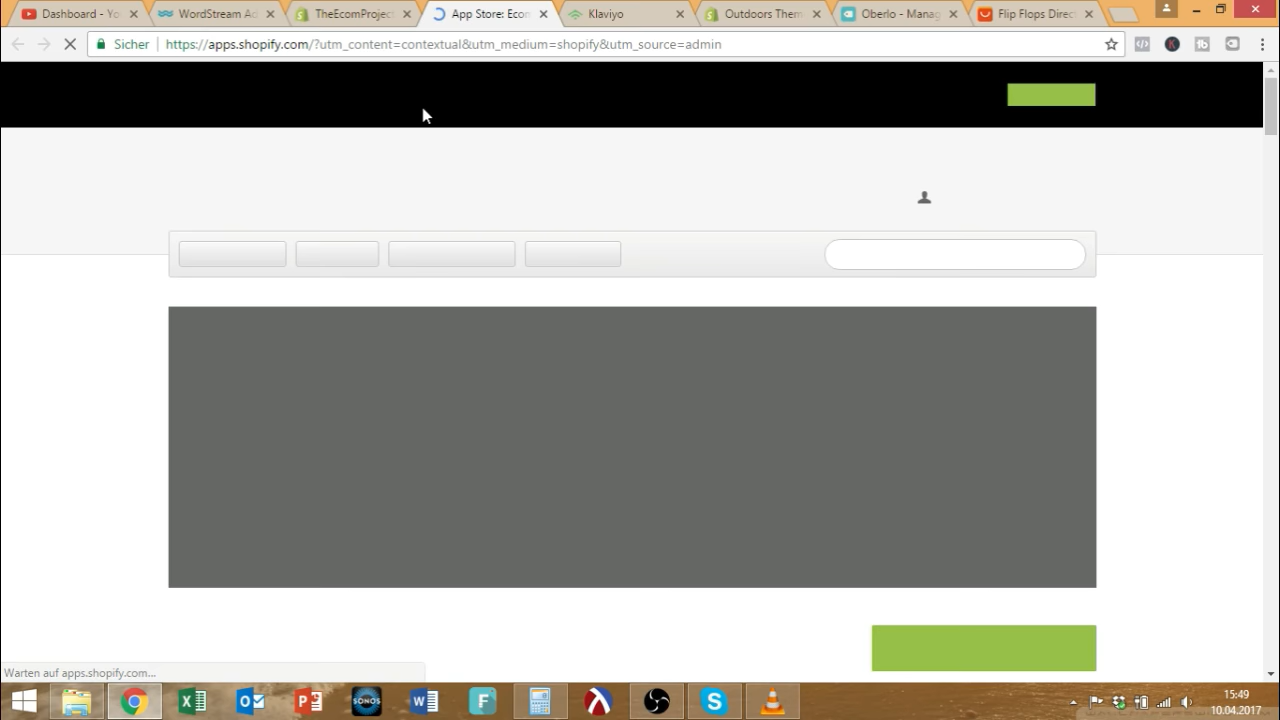 Dashboard - Yo
WordStream Ad
TheEcomProject
App Store: Ecom
Klaviyo
Outdoors Them
Oberlo - Manag
Flip Flops Direc
Sicher
https://apps.shopify.com/?utm_content=contextual&utm_medium=shopify&utm_source=admin
Warten auf apps.shopify.com...
SONOS
15:49
10.04.2017